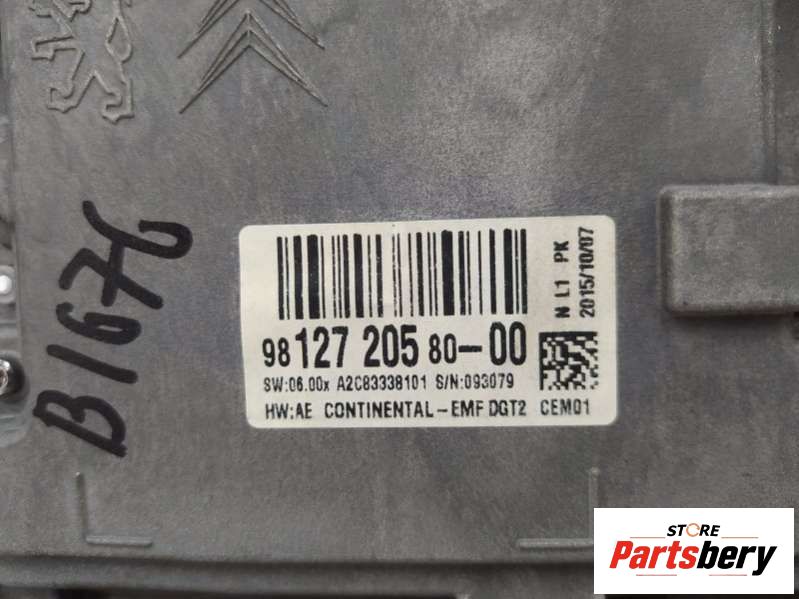 B1676
N L1 PK
2015/10/07
98 127 205 80-00
SW:06.00x A2C83338101 S/N:093079
HW:AE CONTINENTAL-EMF DGT2 CEM01
STORE
Partsbery